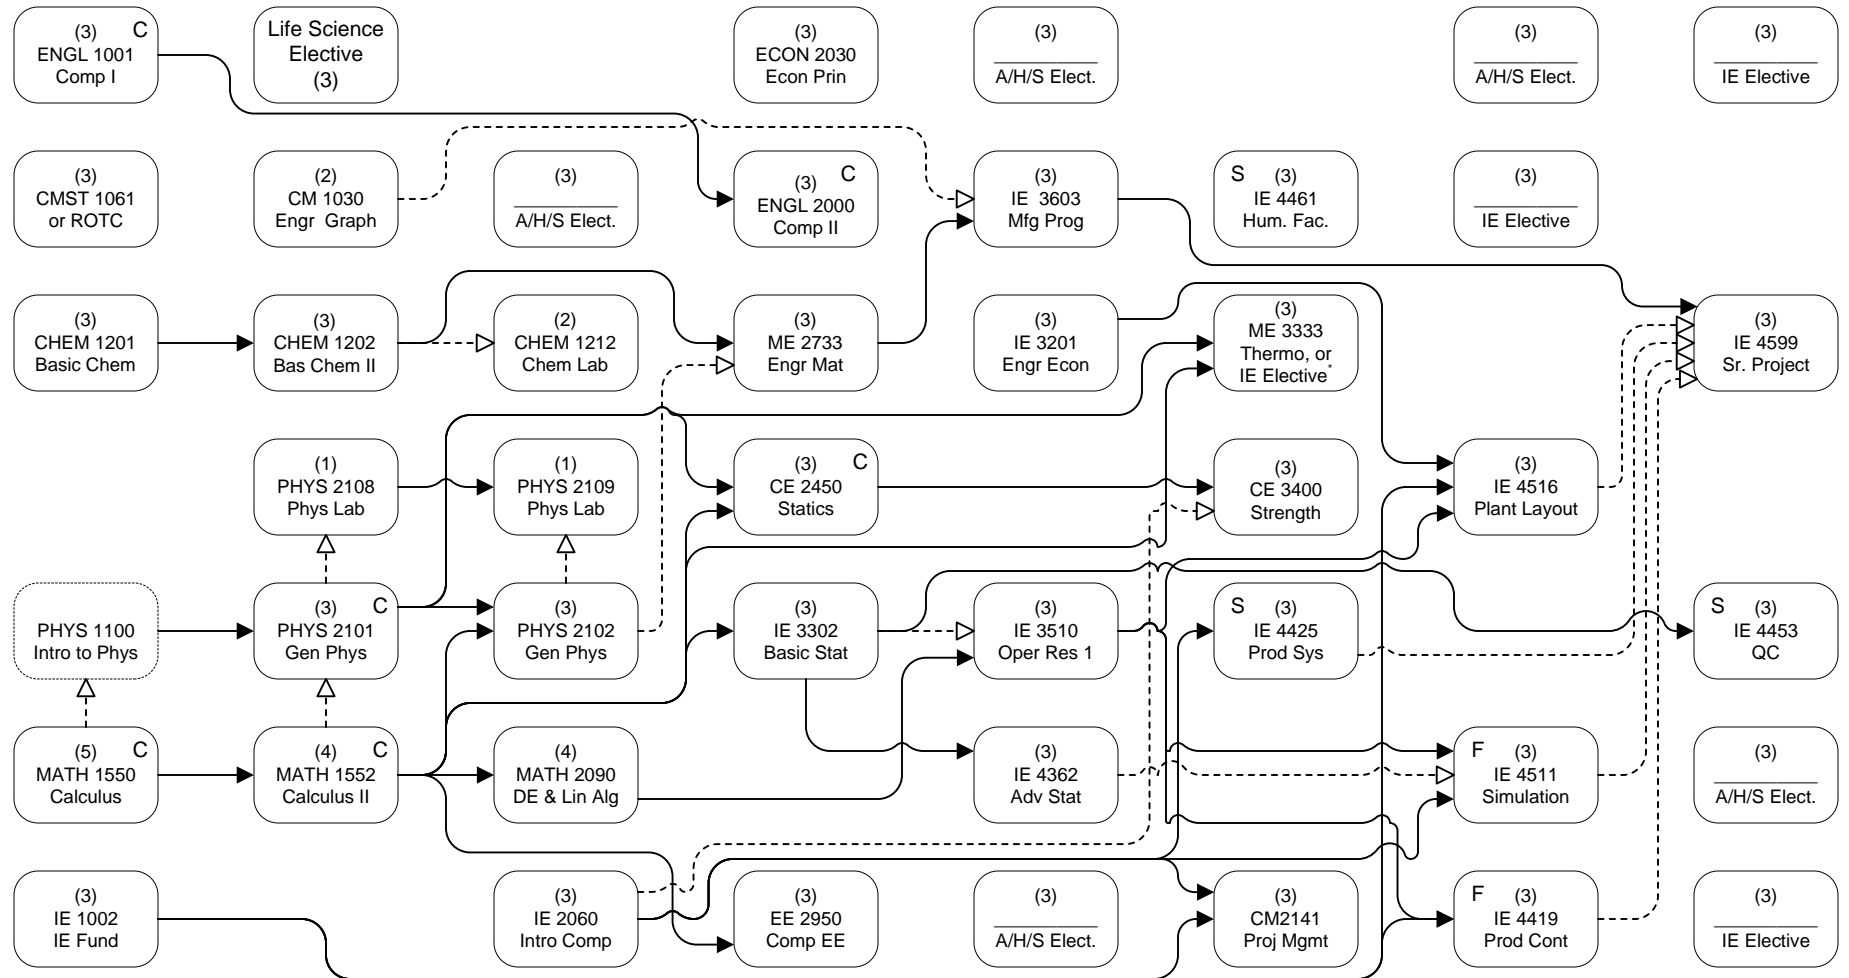 (3) C
ENGL 1001
Comp I
Life Science
Elective
(3)
(3)
ECON 2030
Econ Prin
(3)
A/H/S Elect.
(3)
A/H/S Elect.
(3)
IE Elective
(3)
CMST 1061
or ROTC
(2)
CM 1030
Engr Graph
(3)
A/H/S Elect.
(3) C
ENGL 2000
Comp II
(3)
IE 3603
Mfg Prog
S (3)
IE 4461
Hum. Fac.
(3)
IE Elective
(3)
CHEM 1201
Basic Chem
(3)
CHEM 1202
Bas Chem II
(2)
CHEM 1212
Chem Lab
(3)
ME 2733
Engr Mat
(3)
IE 3201
Engr Econ
(3)
ME 3333
Thermo, or
IE Elective*
(3)
IE 4599
Sr. Project
(1)
PHYS 2108
Phys Lab
(1)
PHYS 2109
Phys Lab
(3) C
CE 2450
Statics
(3)
CE 3400
Strength
(3)
IE 4516
Plant Layout
PHYS 1100
Intro to Phys
(3) C
PHYS 2101
Gen Phys
(3)
PHYS 2102
Gen Phys
(3)
IE 3302
Basic Stat
(3)
IE 3510
Oper Res 1
S (3)
IE 4425
Prod Sys
S (3)
IE 4453
QC
(5) C
MATH 1550
Calculus
(4) C
MATH 1552
Calculus II
(4)
MATH 2090
DE & Lin Alg
(3)
IE 4362
Adv Stat
F (3)
IE 4511
Simulation
(3)
A/H/S Elect.
(3)
IE 1002
IE Fund
(3)
IE 2060
Intro Comp
(3)
EE 2950
Comp EE
(3)
A/H/S Elect.
(3)
CM2141
Proj Mgmt
F (3)
IE 4419
Prod Cont
(3)
IE Elective